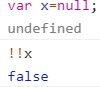 var x=null;
undefined
!!x
false